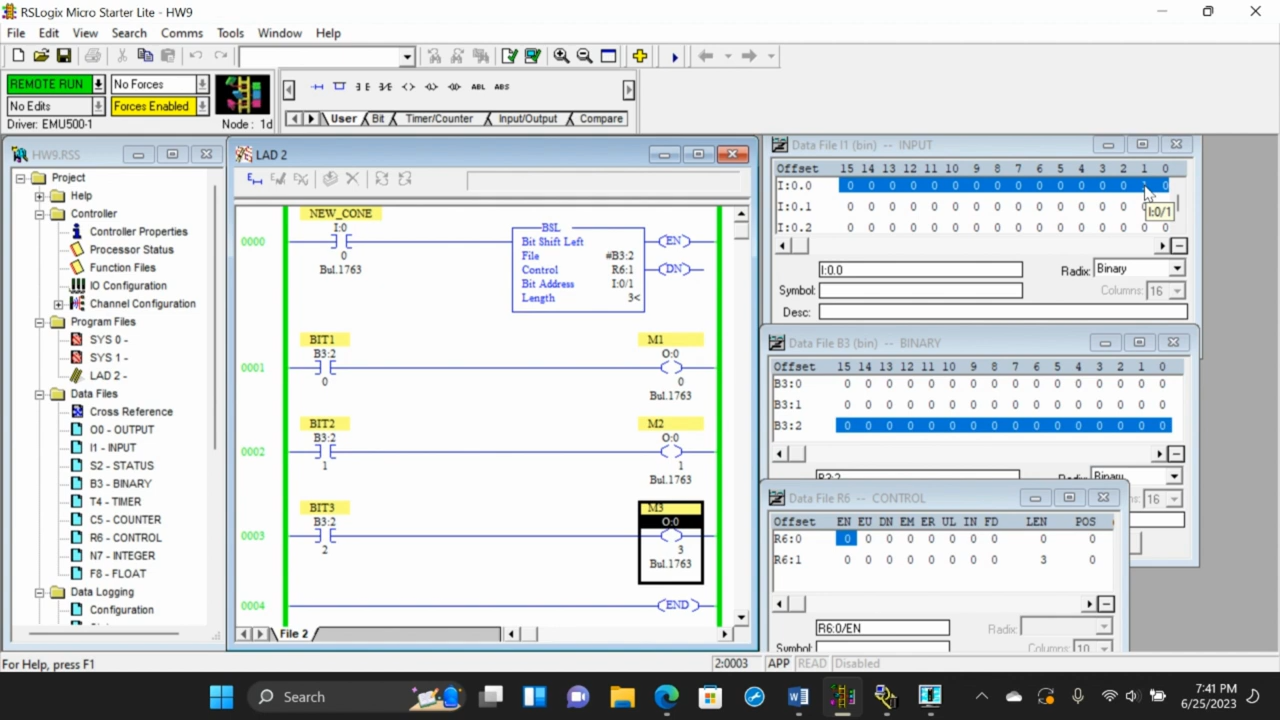 RSLogix Micro Starter Lite - HW9
File Edit View Search Comms Tools Window Help
REMOTE RUN No Forces
No Edits Forces Enabled
Driver: EMU500-1 Node: 1d
ABL ABS
User Bit Timer/Counter Input/Output Compare
HW9.RSS
Project
Help
Controller
Controller Properties
Processor Status
Function Files
IO Configuration
Channel Configuration
Program Files
SYS 0 -
SYS 1 -
LAD 2 -
Data Files
Cross Reference
O0 - OUTPUT
I1 - INPUT
S2 - STATUS
B3 - BINARY
T4 - TIMER
C5 - COUNTER
R6 - CONTROL
N7 - INTEGER
F8 - FLOAT
Data Logging
Configuration
LAD 2
NEW_CONE
I:0
0000
0
Bul.1763
BSL
Bit Shift Left
File #B3:2
Control R6:1
Bit Address I:0/1
Length 3<
EN
DN
BIT1 M1
B3:2 O:0
0001
0 0
Bul.1763
BIT2 M2
B3:2 O:0
0002
1 1
Bul.1763
BIT3 M3
B3:2 O:0
0003
2 3
Bul.1763
0004 END
File 2
Data File I1 (bin) -- INPUT
Offset 15 14 13 12 11 10 9 8 7 6 5 4 3 2 1 0
I:0.0 0 0 0 0 0 0 0 0 0 0 0 0 0 0 1 0
I:0.1 0 0 0 0 0 0 0 0 0 0 0 0 0 0 0
I:0.2 0 0 0 0 0 0 0 0 0 0 0 0 0 0 0 0
I:0/1
I:0.0 Radix: Binary
Symbol: Columns: 16
Desc:
Data File B3 (bin) -- BINARY
Offset 15 14 13 12 11 10 9 8 7 6 5 4 3 2 1 0
B3:0 0 0 0 0 0 0 0 0 0 0 0 0 0 0 0 0
B3:1 0 0 0 0 0 0 0 0 0 0 0 0 0 0 0 0
B3:2 0 0 0 0 0 0 0 0 0 0 0 0 0 0 0 0
B3:2 Radix: Binary
16
Data File R6 -- CONTROL
Offset EN EU DN EM ER UL IN FD LEN POS
R6:0 0 0 0 0 0 0 0 0 0 0
R6:1 0 0 0 0 0 0 0 0 3 0
R6:0/EN Radix:
Symbol: Columns: 10
For Help, press F1 2:0003 APP READ Disabled
Search
7:41 PM
6/25/2023